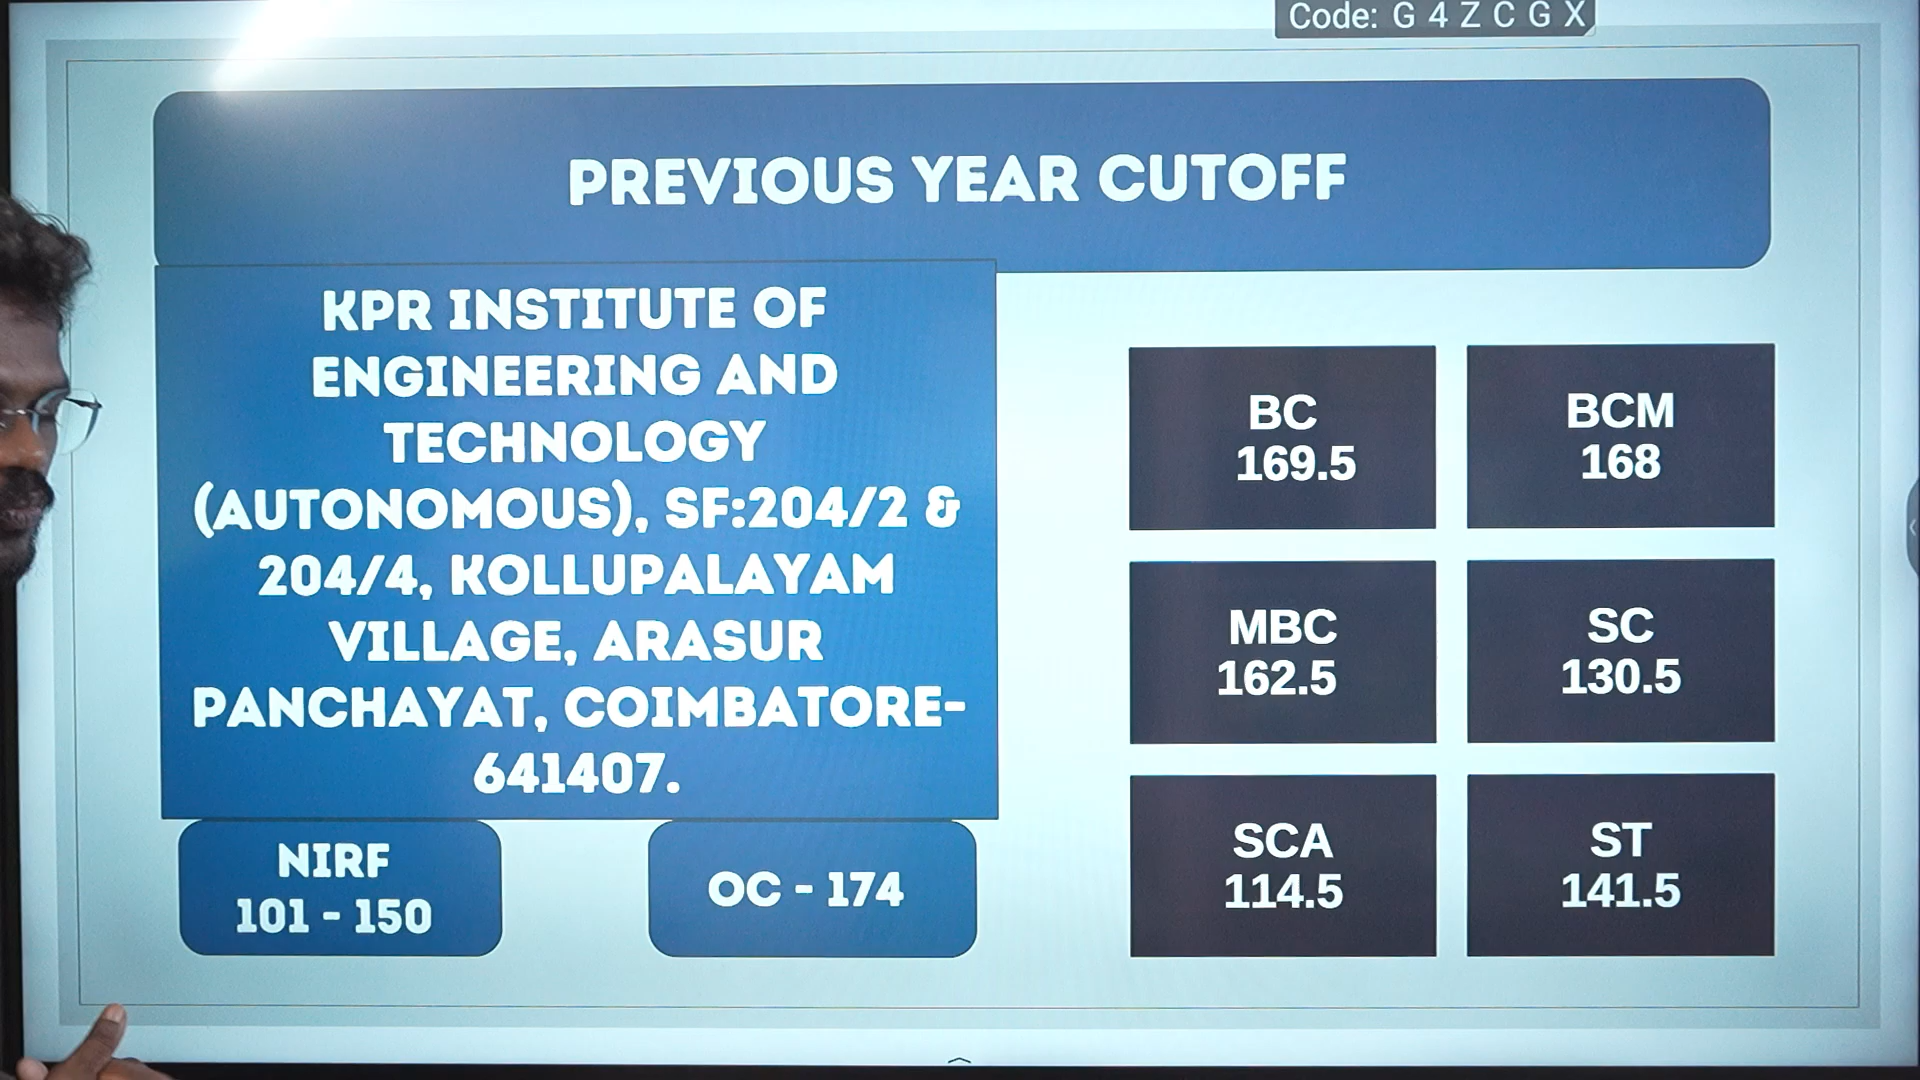 Code: G 4 Z C G X
PREVIOUS YEAR CUTOFF
KPR INSTITUTE OF
ENGINEERING AND
TECHNOLOGY
(AUTONOMOUS), SF:204/2 &
204/4, KOLLUPALAYAM
VILLAGE, ARASUR
PANCHAYAT, COIMBATORE-
641407.
NIRF
101 - 150
OC - 174
BC
169.5
BCM
168
MBC
162.5
SC
130.5
SCA
114.5
ST
141.5